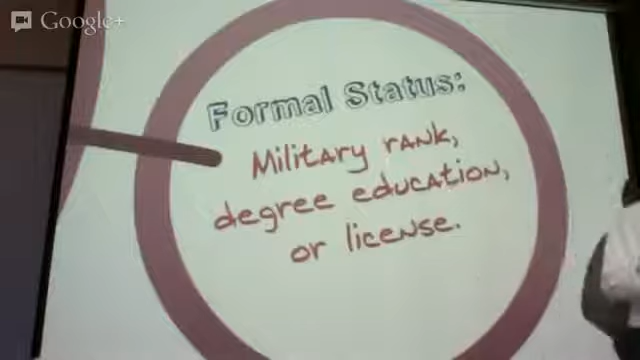 Google+
Formal Status:
Military rank,
degree education,
or license.